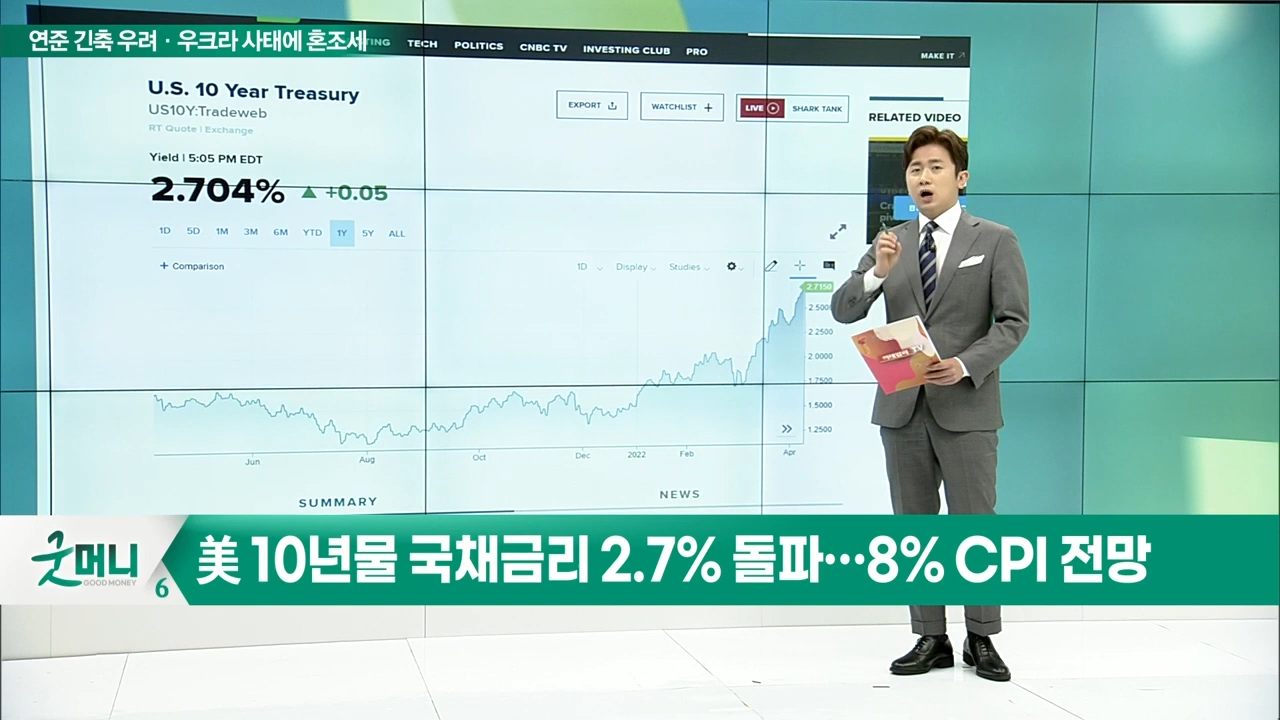 연준 긴축 우려 · 우크라 사태에 혼조세
TECH POLITICS CNBC TV INVESTING CLUB PRO
MAKE IT
U.S. 10 Year Treasury
US10Y:Tradeweb
RT Quote | Exchange
EXPORT
WATCHLIST +
LIVE SHARK TANK
RELATED VIDEO
Yield | 5:05 PM EDT
2.704% ▲ +0.05
1D 5D 1M 3M 6M YTD 1Y 5Y ALL
+ Comparison
1D Display Studies
2.7150
2.5000
2.2500
2.0000
1.7500
1.5000
1.2500
Jun Aug Oct Dec 2022 Feb Apr
SUMMARY
NEWS
굿머니
GOOD MONEY
6
美 10년물 국채금리 2.7% 돌파…8% CPI 전망